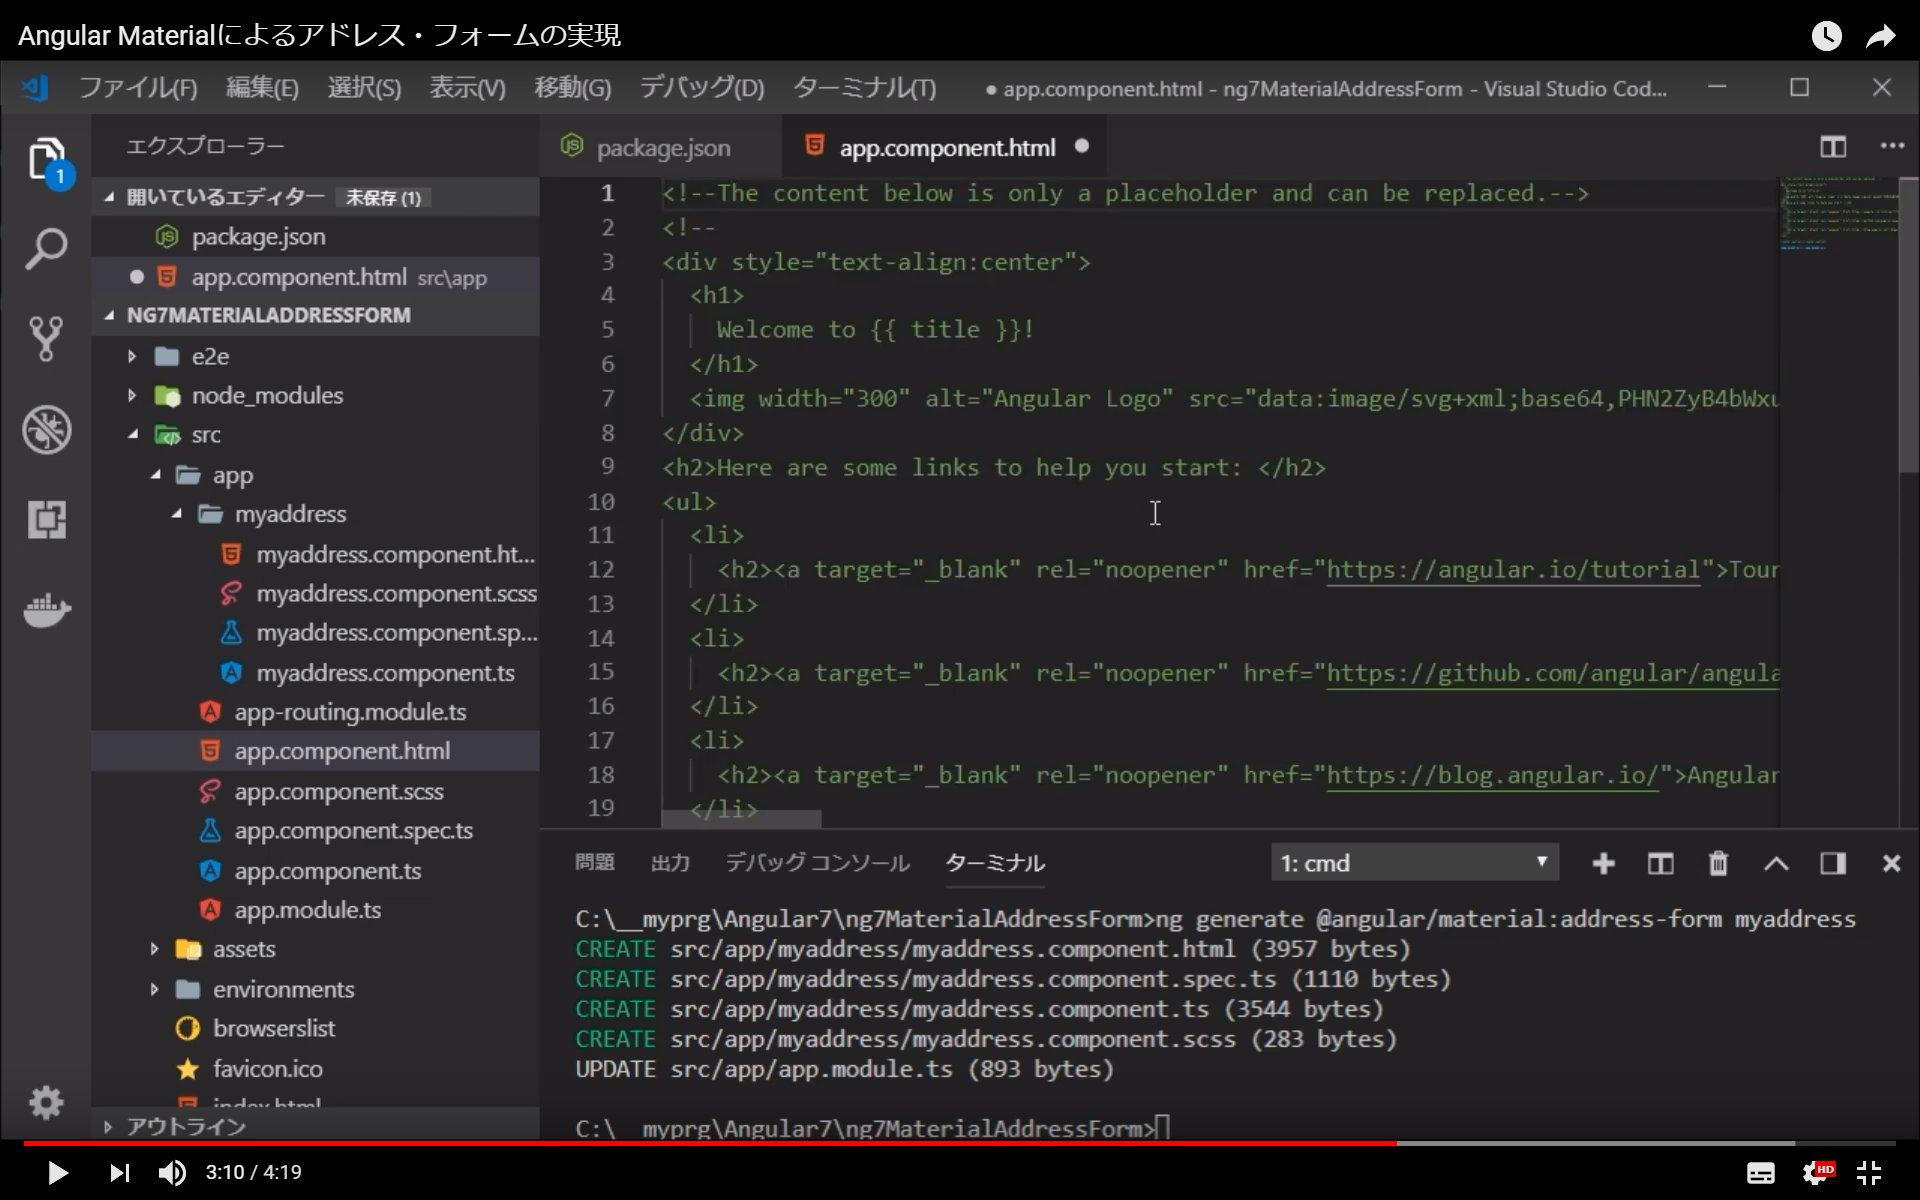 Angular Materialによるアドレス・フォームの実現
ファイル(F) 編集(E) 選択(S) 表示(V) 移動(G) デバッグ(D) ターミナル(T) ● app.component.html - ng7MaterialAddressForm - Visual Studio Cod...
エクスプローラー
1
開いているエディター 未保存 (1)
package.json
app.component.html src\app
NG7MATERIALADDRESSFORM
e2e
node_modules
src
app
myaddress
myaddress.component.ht...
myaddress.component.scss
myaddress.component.sp...
myaddress.component.ts
app-routing.module.ts
app.component.html
app.component.scss
app.component.spec.ts
app.component.ts
app.module.ts
assets
environments
browserslist
favicon.ico
index.html
アウトライン
package.json app.component.html ●
1 <!--The content below is only a placeholder and can be replaced.-->
2 <!--
3 <div style="text-align:center">
4 <h1>
5 Welcome to {{ title }}!
6 </h1>
7 <img width="300" alt="Angular Logo" src="data:image/svg+xml;base64,PHN2ZyB4bWxu
8 </div>
9 <h2>Here are some links to help you start: </h2>
10 <ul>
11 <li>
12 <h2><a target="_blank" rel="noopener" href="https://angular.io/tutorial">Tour
13 </li>
14 <li>
15 <h2><a target="_blank" rel="noopener" href="https://github.com/angular/angula
16 </li>
17 <li>
18 <h2><a target="_blank" rel="noopener" href="https://blog.angular.io/">Angular
19 </li>
問題 出力 デバッグ コンソール ターミナル 1: cmd
C:\__myprg\Angular7\ng7MaterialAddressForm>ng generate @angular/material:address-form myaddress
CREATE src/app/myaddress/myaddress.component.html (3957 bytes)
CREATE src/app/myaddress/myaddress.component.spec.ts (1110 bytes)
CREATE src/app/myaddress/myaddress.component.ts (3544 bytes)
CREATE src/app/myaddress/myaddress.component.scss (283 bytes)
UPDATE src/app/app.module.ts (893 bytes)
C:\__myprg\Angular7\ng7MaterialAddressForm>
3:10 / 4:19
HD